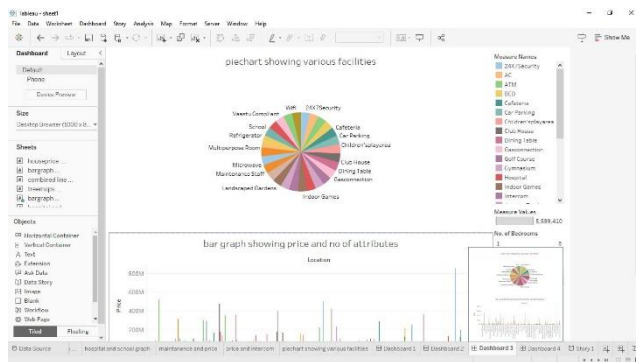 Tableau - sheet1
File Data Worksheet Dashboard Story Analysis Map Format Server Window Help
Show Me
Dashboard Layout
Default
Phone
Device Preview
Size
Desktop Browser (1000 x 8...
Sheets
houseprice
bargraph...
combined line...
treemaps...
bargraph...
Objects
Horizontal Container
Vertical Container
Text
Extension
Ask Data
Data Story
Image
Blank
Workflow
Web Page
Tiled Floating
piechart showing various facilities
Wifi 24X7Security
Vaastu Compliant
School
Refrigerator
Multipurpose Room
Microwave
Maintenance Staff
Landscaped Gardens
Indoor Games
Cafeteria
Car Parking
Children'splayarea
Club House
Dining Table
Gasconnection
Measure Names
24X7Security
AC
ATM
BED
Cafeteria
Car Parking
Children'splayarea
Club House
Dining Table
Gasconnection
Golf Course
Gymnasium
Hospital
Indoor Games
Intercom
Measure Values
5,599,410
No. of Bedrooms
1
bar graph showing price and no of attributes
Location
Price
800M
600M
400M
200M
Data Source hospital and school graph maintanance and price price and intercom piechart showing various facilities Dashboard 1 Dashboard 2 Dashboard 3 Dashboard 4 Story 1